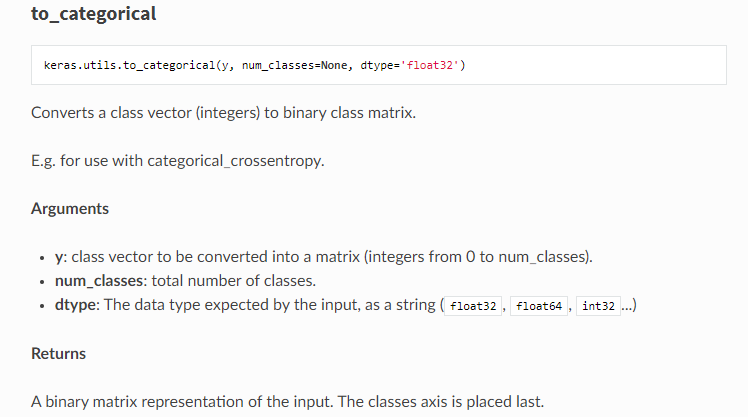 to_categorical
keras.utils.to_categorical(y, num_classes=None, dtype='float32')
Converts a class vector (integers) to binary class matrix.
E.g. for use with categorical_crossentropy.
Arguments
• y: class vector to be converted into a matrix (integers from 0 to num_classes).
• num_classes: total number of classes.
• dtype: The data type expected by the input, as a string ( float32 , float64 , int32 ...)
Returns
A binary matrix representation of the input. The classes axis is placed last.